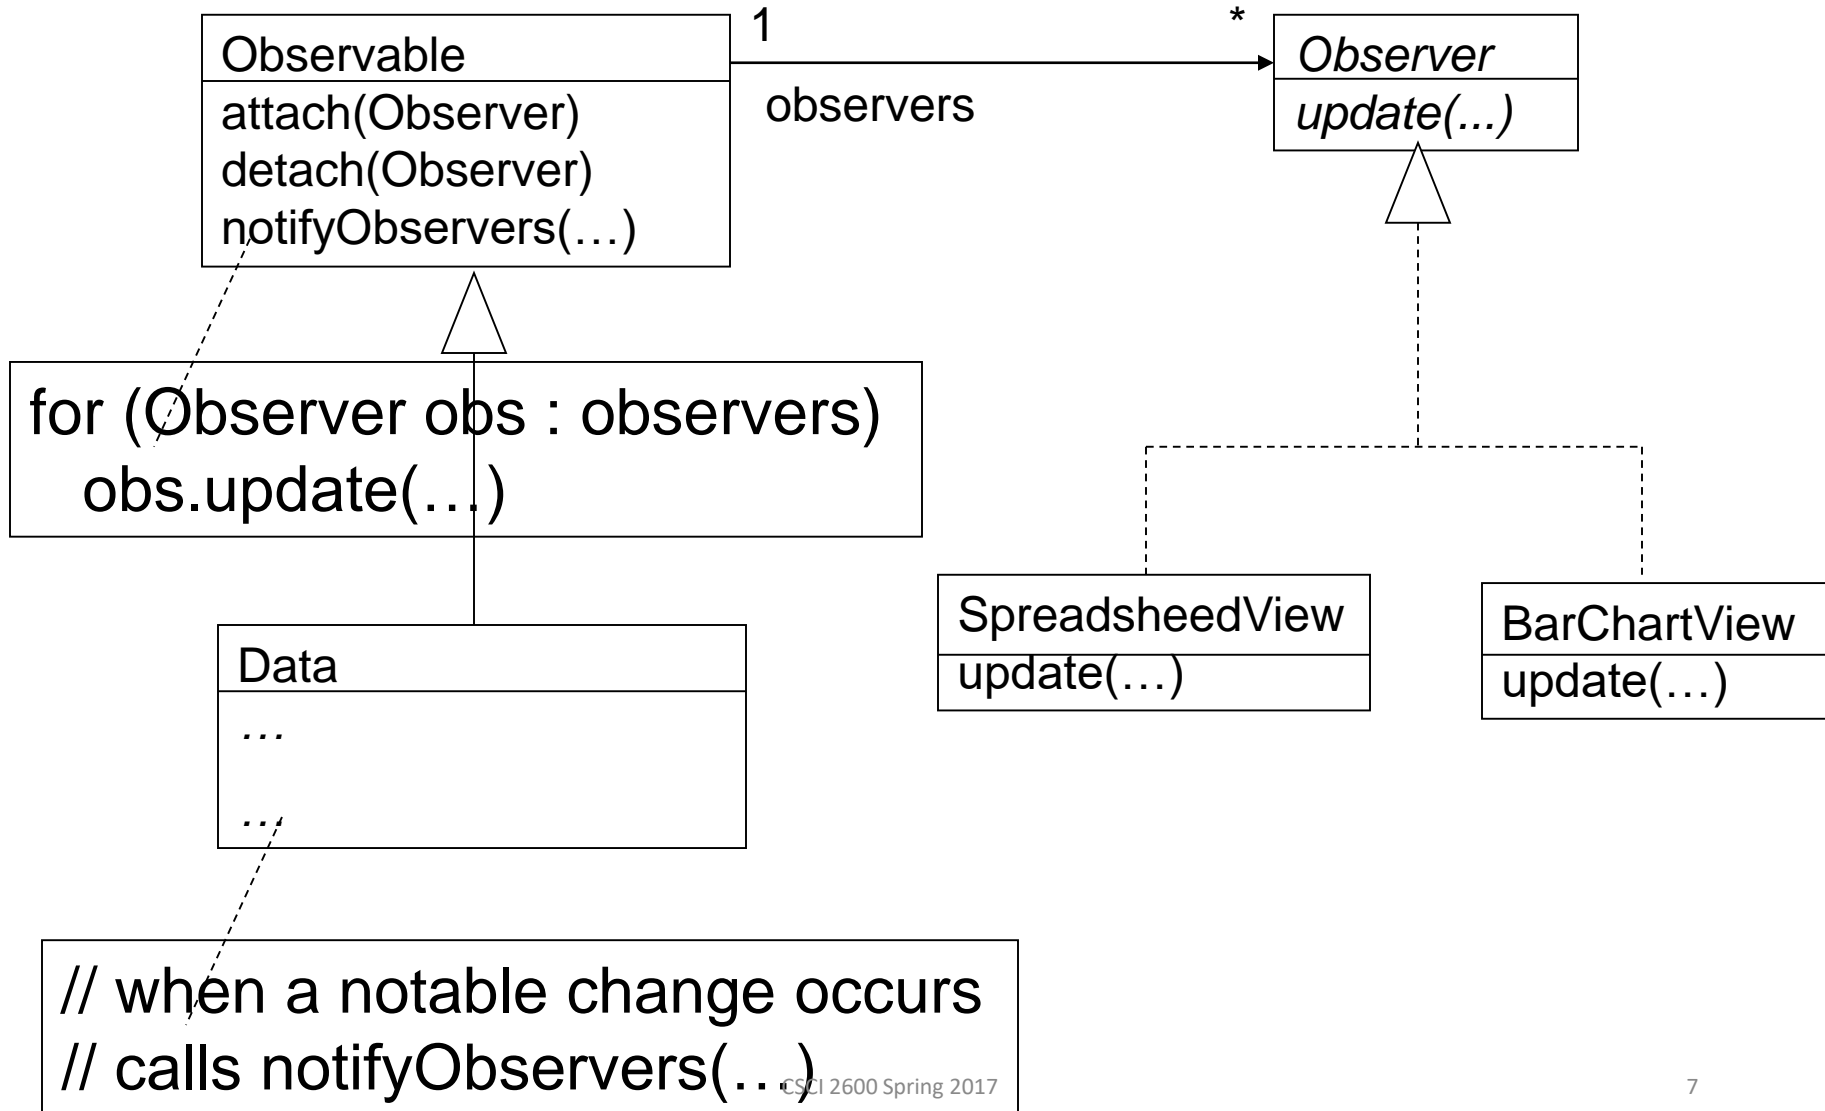 1
*
Observable
Observer
attach(Observer)
observers
update(...)
detach(Observer)
notifyObservers(…)
for (Observer obs : observers)
obs.update(…)
SpreadsheedView
update(…)
BarChartView
update(…)
Data
…
…
// when a notable change occurs
// calls notifyObservers(…)
CSCI 2600 Spring 2017
7